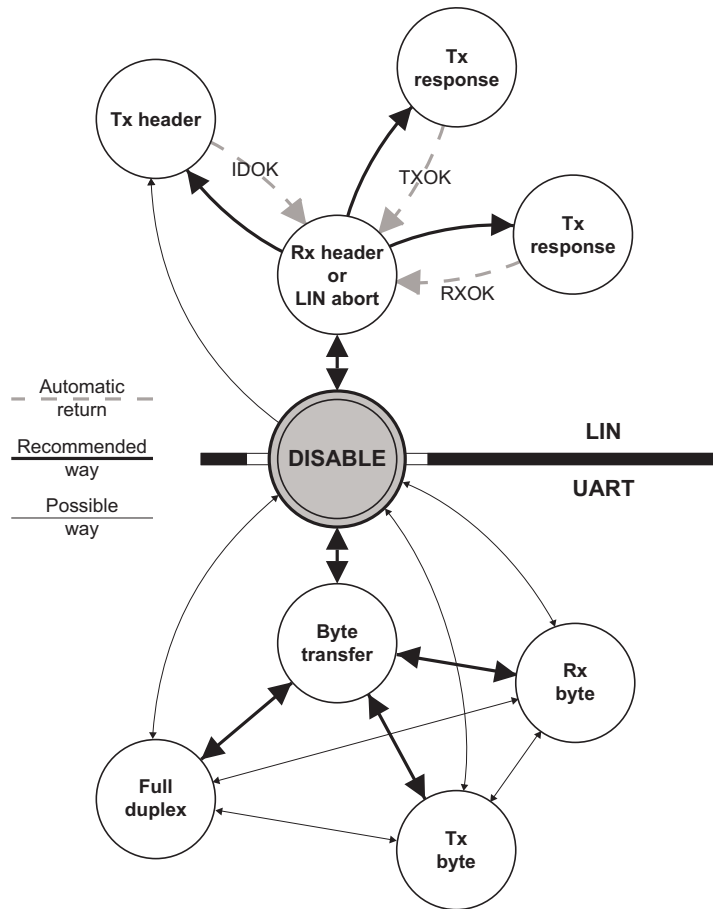 Tx
response
Tx header
IDOK
TXOK
Tx
response
Rx header
or
LIN abort
RXOK
Automatic
return
Recommended
way
Possible
way
DISABLE
LIN
UART
Byte
transfer
Rx
byte
Full
duplex
Tx
byte